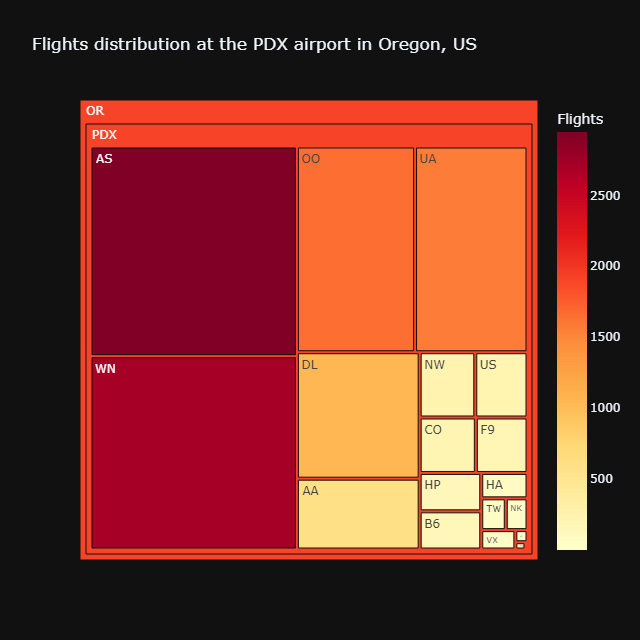 Flights distribution at the PDX airport in Oregon, US
OR
PDX
AS
OO
UA
WN
DL
NW
US
CO
F9
AA
HP
HA
TW
NK
B6
VX
Flights
2500
2000
1500
1000
500